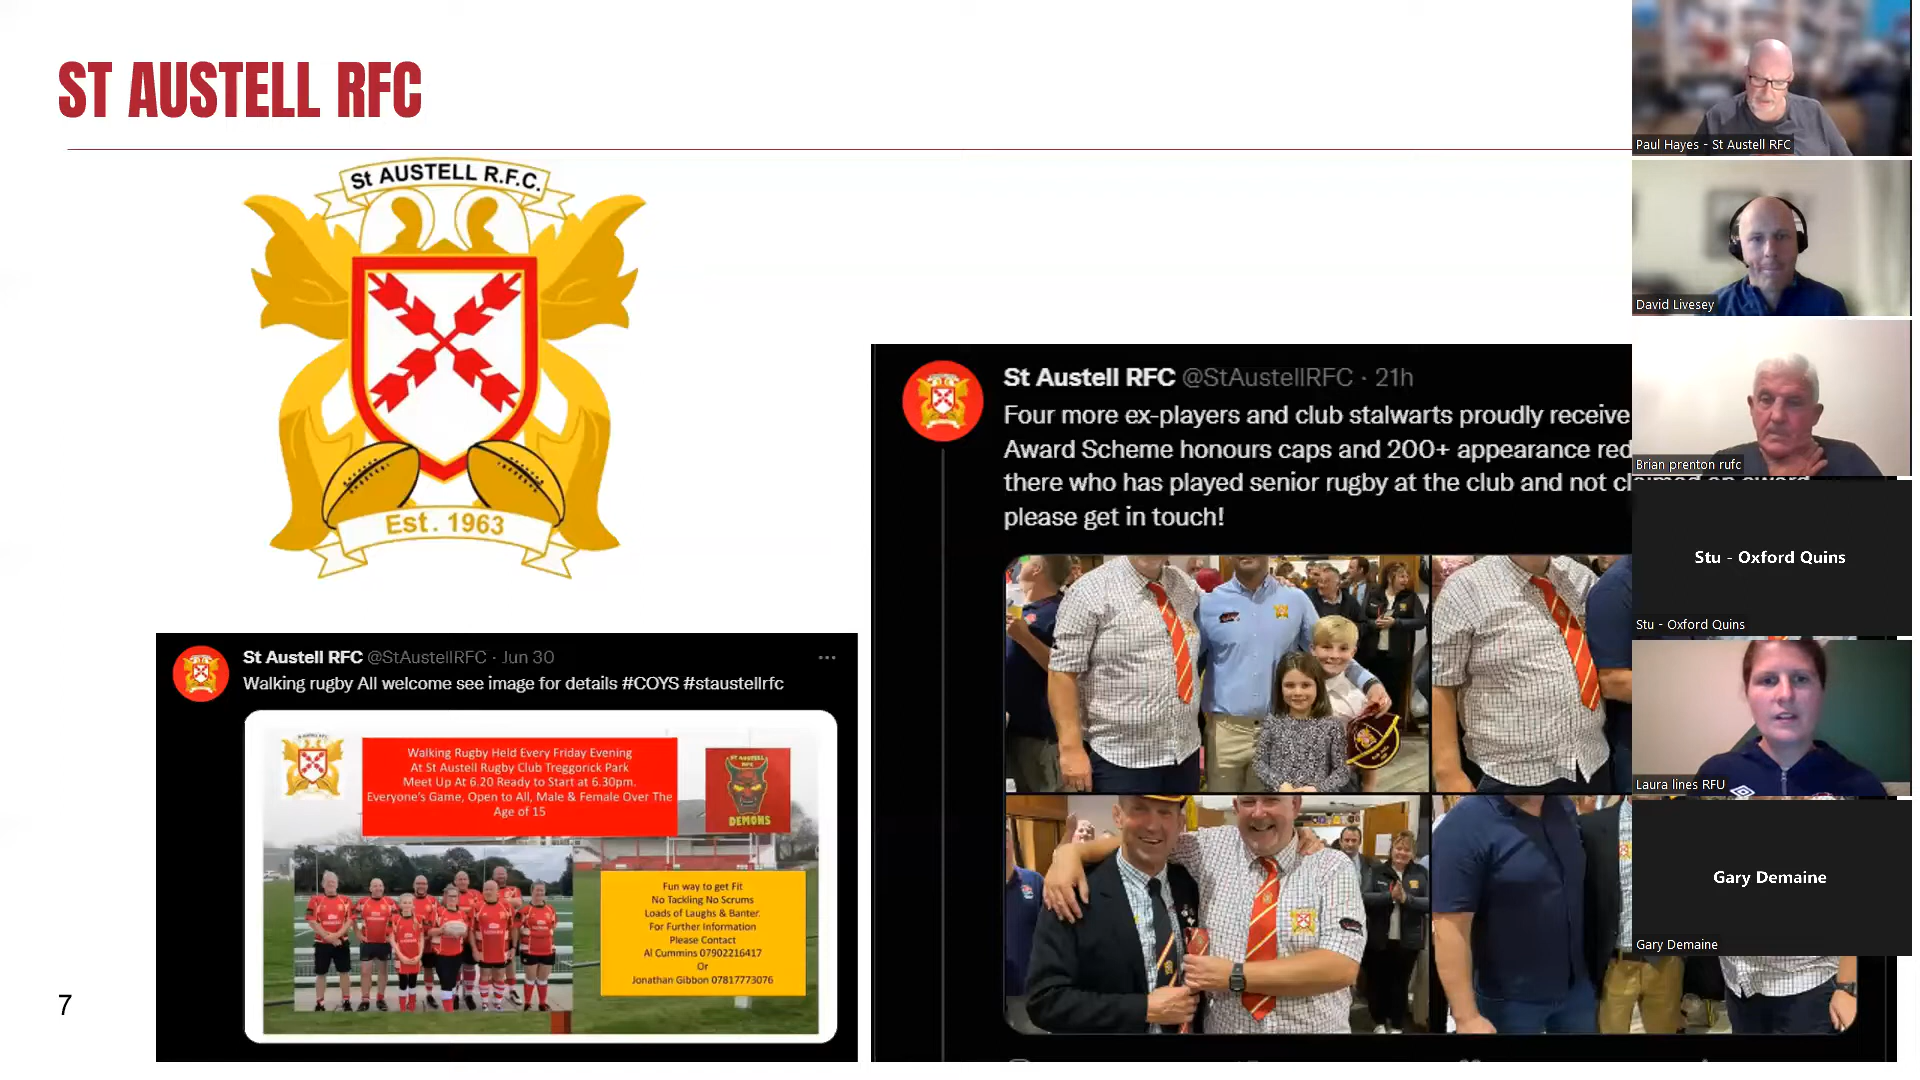 ST AUSTELL RFC
St AUSTELL R.F.C.
Est. 1963
St Austell RFC @StAustellRFC · Jun 30
Walking rugby All welcome see image for details #COYS #staustellrfc
Walking Rugby Held Every Friday Evening
At St Austell Rugby Club Treggorick Park
Meet Up At 6.20 Ready to Start at 6.30pm.
Everyone's Game, Open to All, Male & Female Over The
Age of 15
ST AUSTELL
DEMONS
Fun way to get Fit
No Tackling No Scrums
Loads of Laughs & Banter.
For Further Information
Please Contact
Al Cummins 07902216417
Or
Jonathan Gibbon 07817773076
7
St Austell RFC @StAustellRFC · 21h
Four more ex-players and club stalwarts proudly receive
Award Scheme honours caps and 200+ appearance red
there who has played senior rugby at the club and not claimed an award
please get in touch!
Paul Hayes - St Austell RFC
David Livesey
Brian prenton rufc
Stu - Oxford Quins
Stu - Oxford Quins
Laura lines RFU
Gary Demaine
Gary Demaine